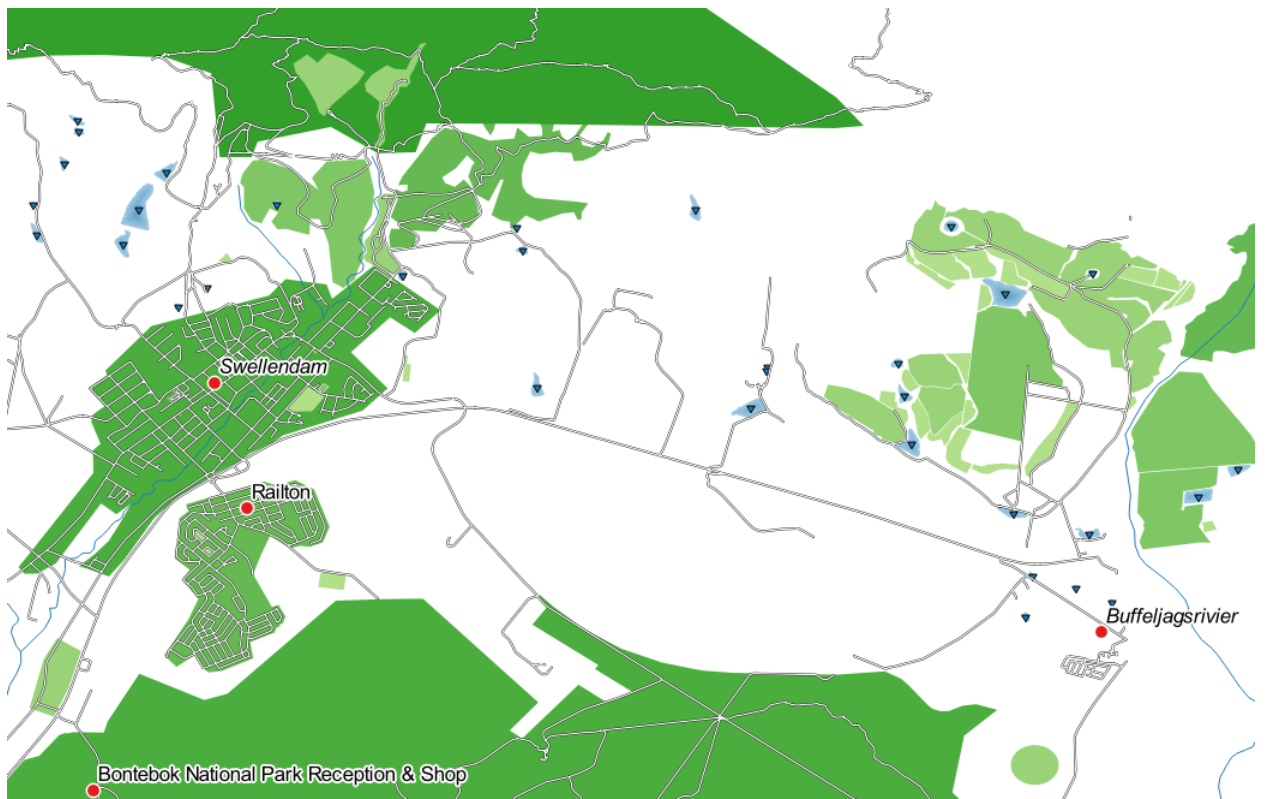 Swellendam
Railton
Buffeljagsrivier
Bontebok National Park Reception & Shop